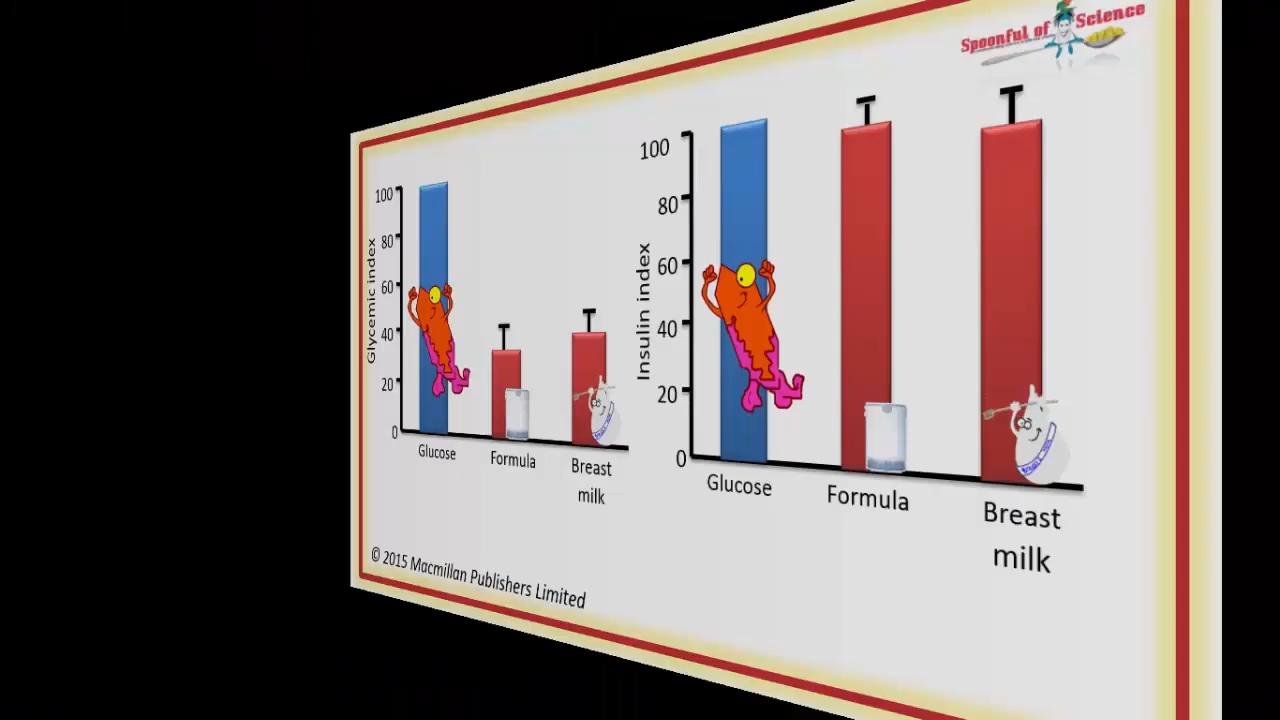 Spoonful of Science
Glycemic index
100
80
60
40
20
0
Glucose
Formula
Breast
milk
Insulin index
100
80
60
40
20
0
Glucose
Formula
Breast
milk
© 2015 Macmillan Publishers Limited